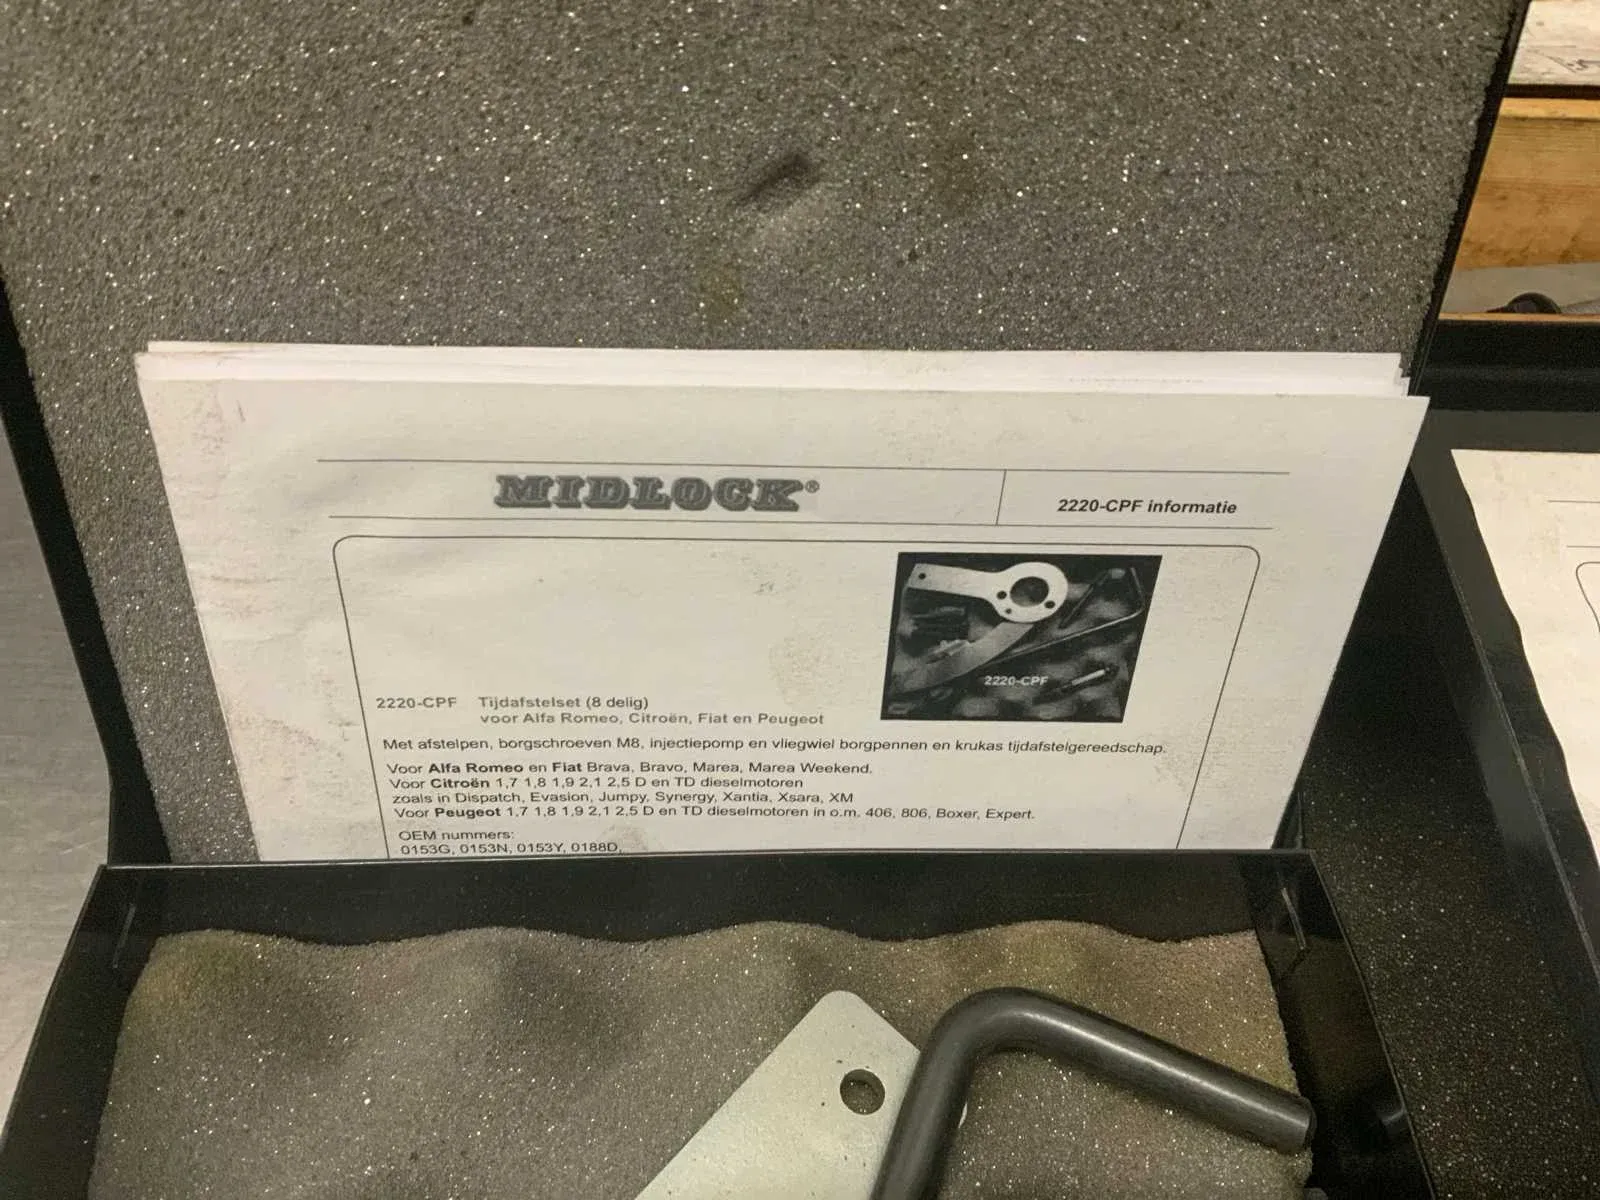 MIDLOCK®
2220-CPF informatie
2220-CPF
2220-CPF Tijdafstelset (8 delig)
voor Alfa Romeo, Citroën, Fiat en Peugeot
Met afstelpen, borgschroeven M8, injectiepomp en vliegwiel borgpennen en krukas tijdafstelgereedschap.
Voor Alfa Romeo en Fiat Brava, Bravo, Marea, Marea Weekend.
Voor Citroën 1,7 1,8 1,9 2,1 2,5 D en TD dieselmotoren
zoals in Dispatch, Evasion, Jumpy, Synergy, Xantia, Xsara, XM
Voor Peugeot 1,7 1,8 1,9 2,1 2,5 D en TD dieselmotoren in o.m. 406, 806, Boxer, Expert.
OEM nummers:
0153G, 0153N, 0153Y, 0188D,